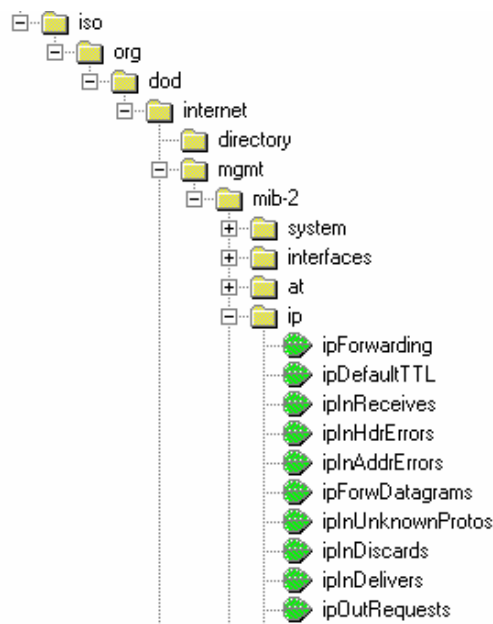 iso
org
dod
internet
directory
mgmt
mib-2
system
interfaces
at
ip
ipForwarding
ipDefaultTTL
ipInReceives
ipInHdrErrors
ipInAddrErrors
ipForwDatagrams
ipInUnknownProtos
ipInDiscards
ipInDelivers
ipOutRequests